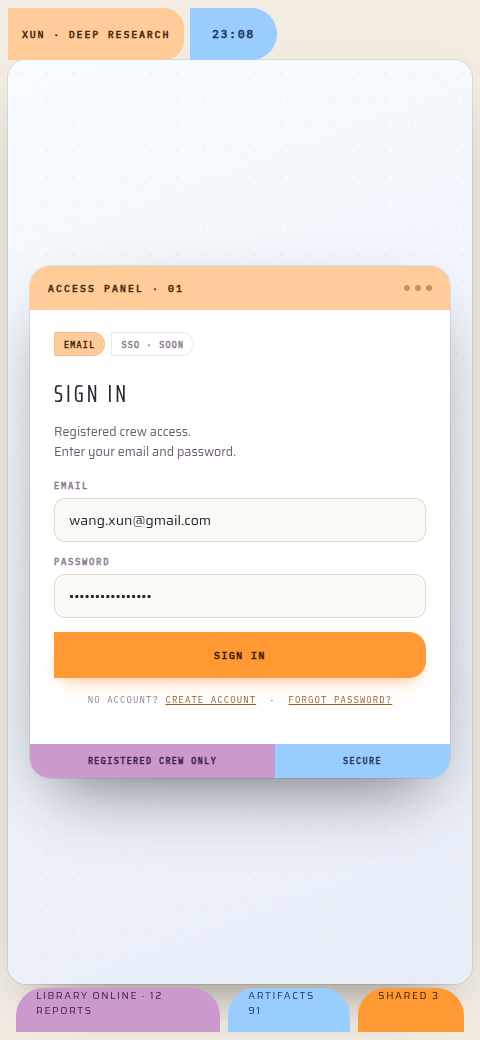 XUN · DEEP RESEARCH
23:08
ACCESS PANEL · 01
EMAIL
SSO · SOON
SIGN IN
Registered crew access.
Enter your email and password.
EMAIL
wang.xun@gmail.com
PASSWORD
••••••••••••••••
SIGN IN
NO ACCOUNT? CREATE ACCOUNT · FORGOT PASSWORD?
REGISTERED CREW ONLY
SECURE
LIBRARY ONLINE · 12
REPORTS
ARTIFACTS
91
SHARED 3